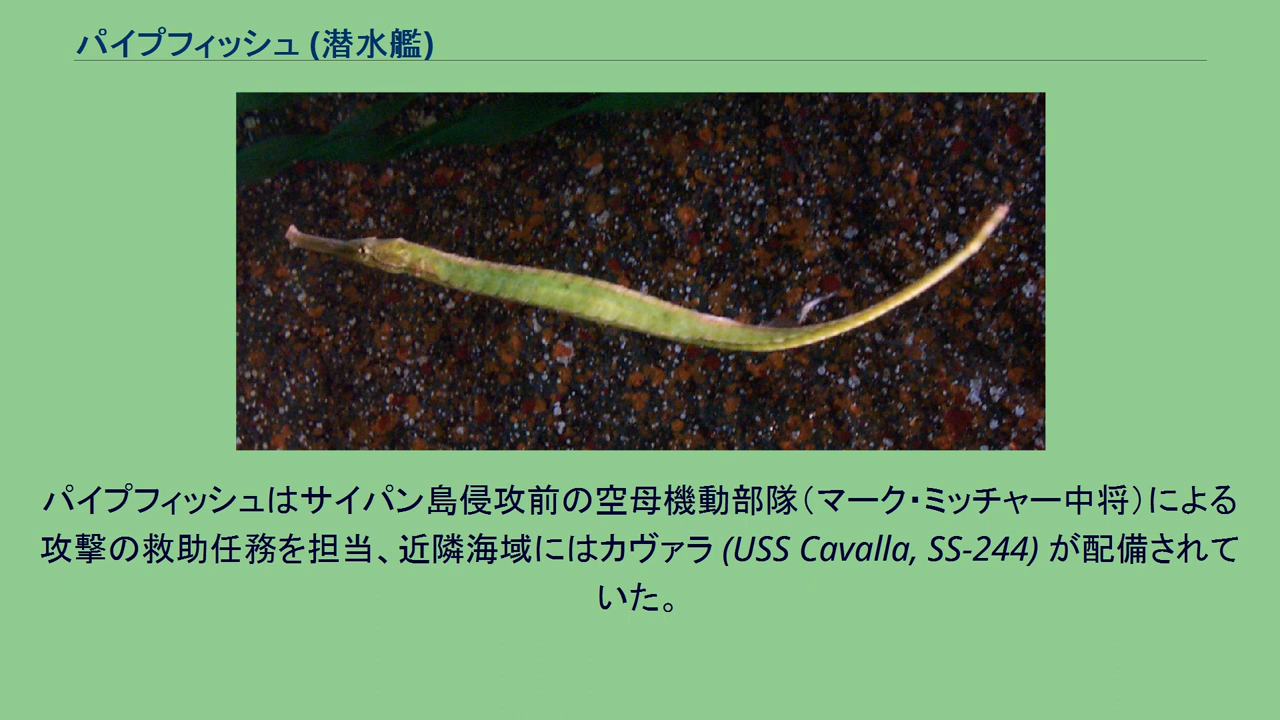 パイプフィッシュ (潜水艦)
パイプフィッシュはサイパン島侵攻前の空母機動部隊（マーク・ミッチャー中将）による
攻撃の救助任務を担当、近隣海域にはカヴァラ (USS Cavalla, SS-244) が配備されて
いた。